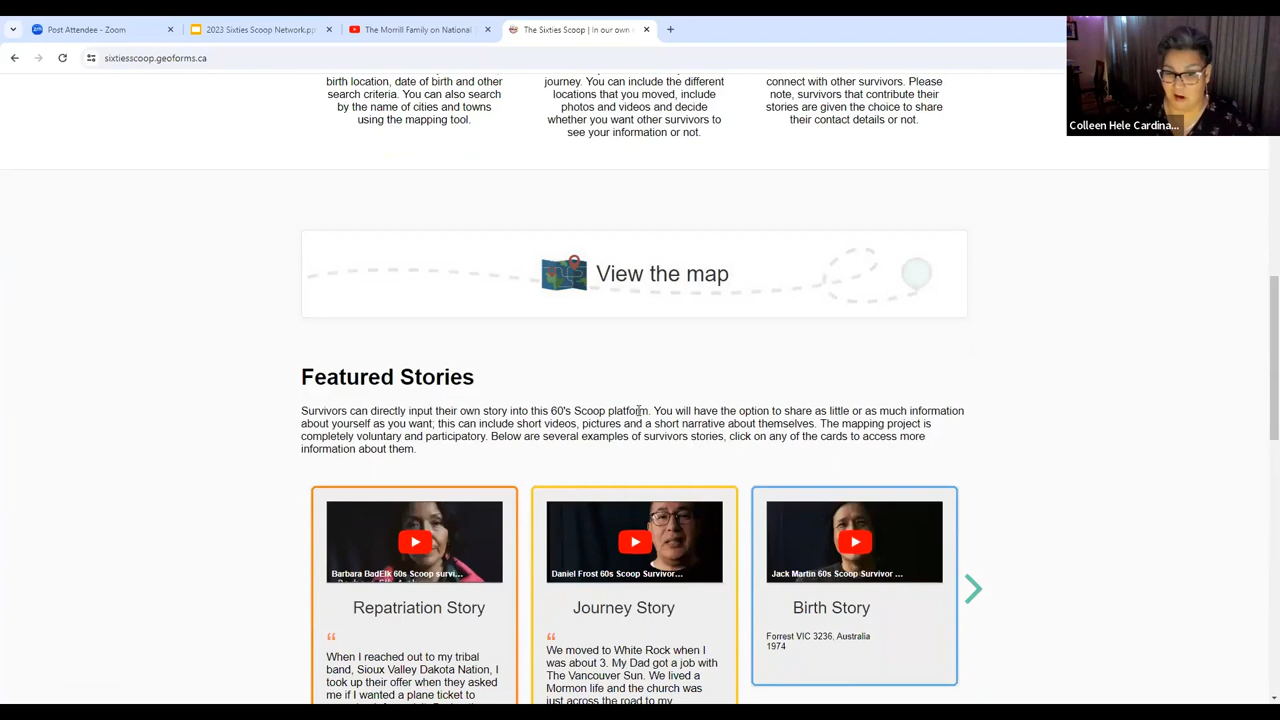 Post Attendee - Zoom
2023 Sixties Scoop Network.pp
The Morrill Family on National
The Sixties Scoop | In our own
sixtiesscoop.geoforms.ca
Colleen Hele Cardina...
birth location, date of birth and other
search criteria. You can also search
by the name of cities and towns
using the mapping tool.
journey. You can include the different
locations that you moved, include
photos and videos and decide
whether you want other survivors to
see your information or not.
connect with other survivors. Please
note, survivors that contribute their
stories are given the choice to share
their contact details or not.
View the map
Featured Stories
Survivors can directly input their own story into this 60's Scoop platform. You will have the option to share as little or as much information
about yourself as you want; this can include short videos, pictures and a short narrative about themselves. The mapping project is
completely voluntary and participatory. Below are several examples of survivors stories, click on any of the cards to access more
information about them.
Barbara BadElk 60s Scoop survi...
Repatriation Story
“
When I reached out to my tribal
band, Sioux Valley Dakota Nation, I
took up their offer when they asked
me if I wanted a plane ticket to
Daniel Frost 60s Scoop Survivor...
Journey Story
“
We moved to White Rock when I
was about 3. My Dad got a job with
The Vancouver Sun. We lived a
Mormon life and the church was
just across the road to my
Jack Martin 60s Scoop Survivor ...
Birth Story
Forrest VIC 3236, Australia
1974